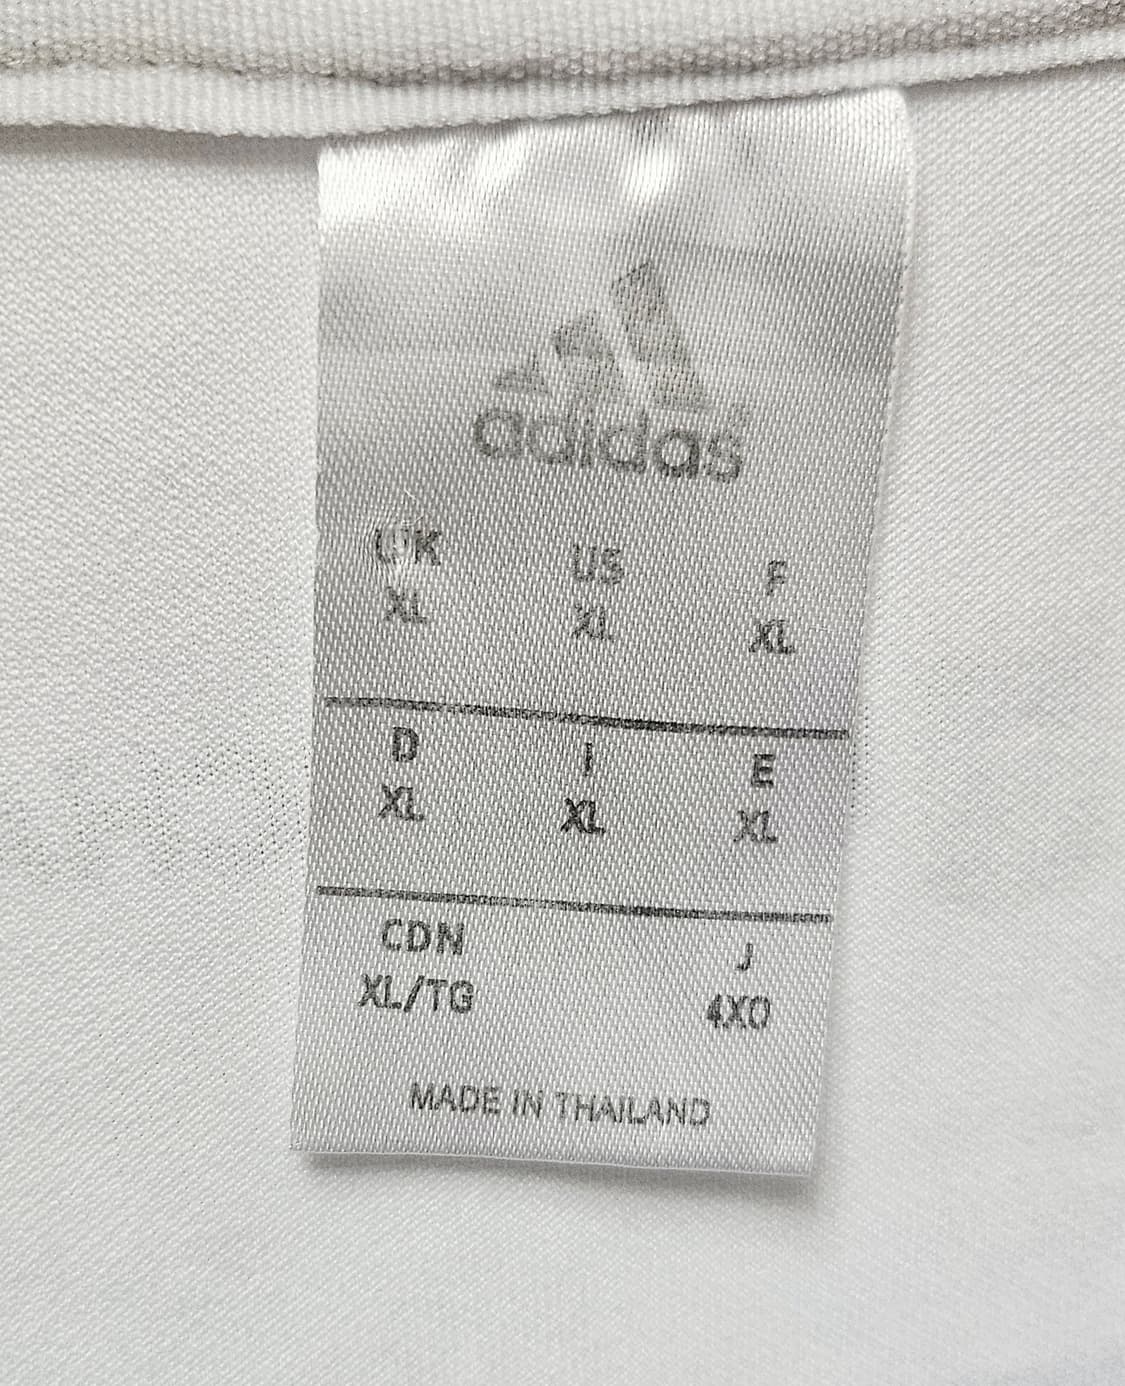 adidas
UK US F
XL XL XL
D I E
XL XL XL
CDN J
XL/TG 4XO
MADE IN THAILAND